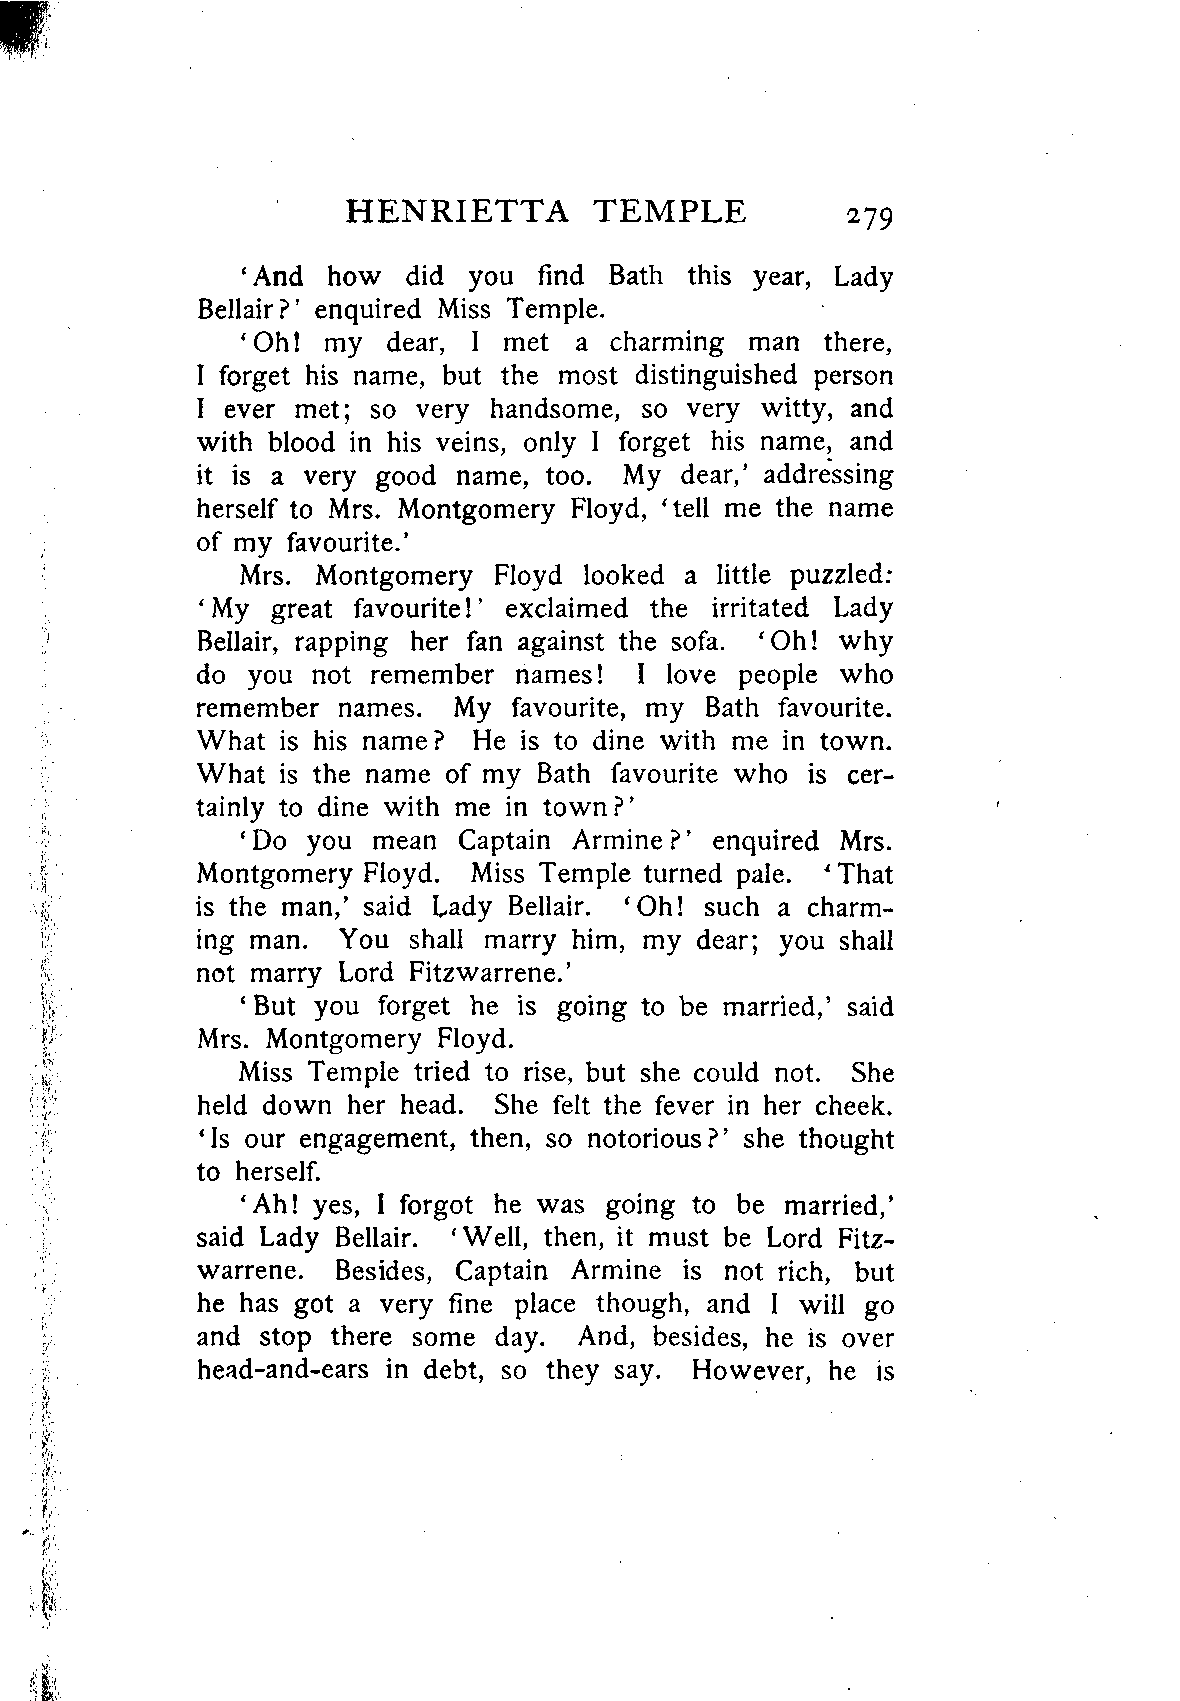 HENRIETTA TEMPLE 279
‘And how did you find Bath this year, Lady
Bellair?’ enquired Miss Temple.
‘Oh! my dear, I met a charming man there,
I forget his name, but the most distinguished person
I ever met; so very handsome, so very witty, and
with blood in his veins, only I forget his name, and
it is a very good name, too. My dear,’ addressing
herself to Mrs. Montgomery Floyd, ‘tell me the name
of my favourite.’
Mrs. Montgomery Floyd looked a little puzzled:
‘My great favourite!’ exclaimed the irritated Lady
Bellair, rapping her fan against the sofa. ‘Oh! why
do you not remember names! I love people who
remember names. My favourite, my Bath favourite.
What is his name? He is to dine with me in town.
What is the name of my Bath favourite who is cer-
tainly to dine with me in town?’
‘Do you mean Captain Armine?’ enquired Mrs.
Montgomery Floyd. Miss Temple turned pale. ‘That
is the man,’ said Lady Bellair. ‘Oh! such a charm-
ing man. You shall marry him, my dear; you shall
not marry Lord Fitzwarrene.’
‘But you forget he is going to be married,’ said
Mrs. Montgomery Floyd.
Miss Temple tried to rise, but she could not. She
held down her head. She felt the fever in her cheek.
‘Is our engagement, then, so notorious?’ she thought
to herself.
‘Ah! yes, I forgot he was going to be married,’
said Lady Bellair. ‘Well, then, it must be Lord Fitz-
warrene. Besides, Captain Armine is not rich, but
he has got a very fine place though, and I will go
and stop there some day. And, besides, he is over
head-and-ears in debt, so they say. However, he is